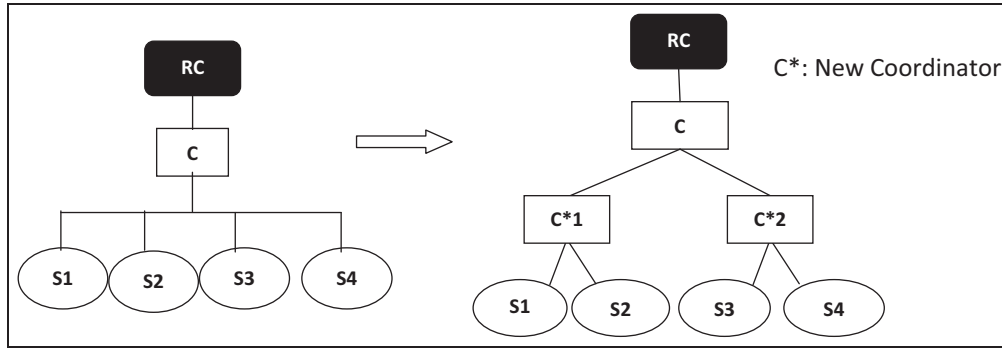 RC
C
S1
S2
S3
S4
RC
C*: New Coordinator
C
C*1
C*2
S1
S2
S3
S4